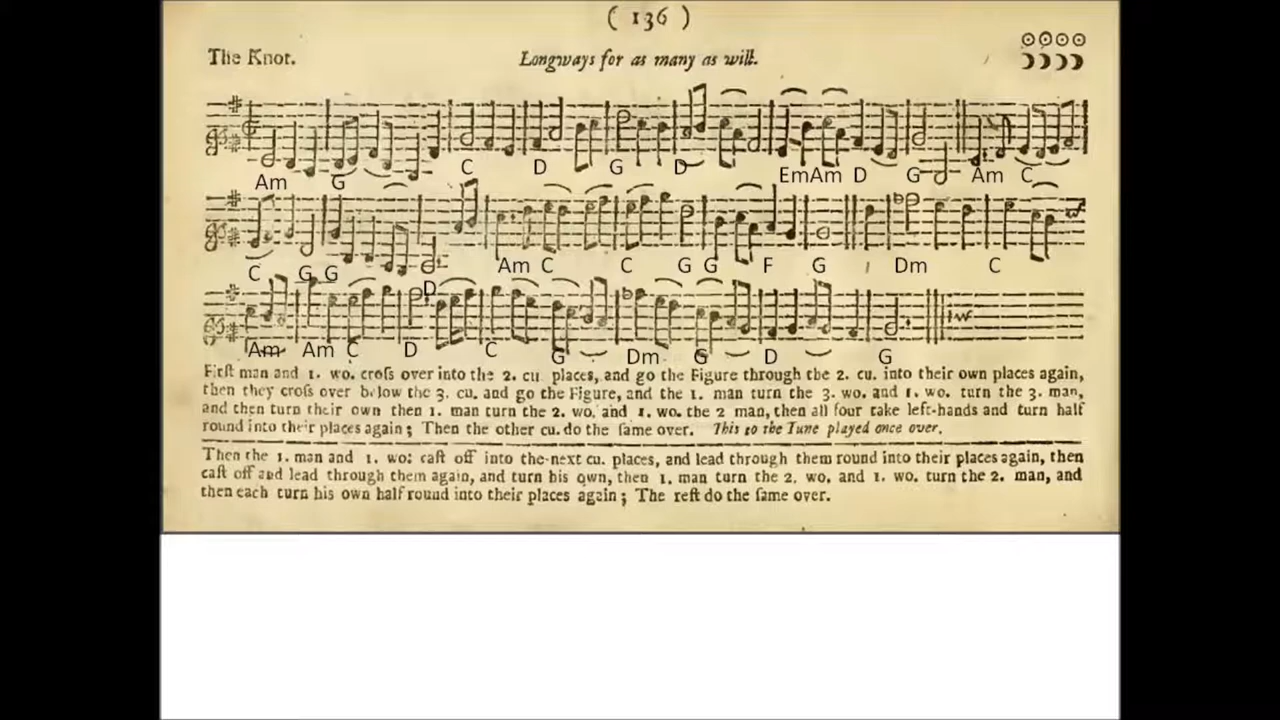 ( 136 )
The Knot. Longways for as many as will.
Am G C D G D Em Am D G Am C
C G G D Am C C G G F G Dm C
Am Am C D C G Dm G D G
Firſt man and 1. wo. croſs over into the 2. cu. places, and go the Figure through the 2. cu. into their own places again,
then they croſs over below the 3. cu. and go the Figure, and the 1. man turn the 3. wo. and 1. wo. turn the 3. man,
and then turn their own then 1. man turn the 2. wo. and 1. wo. the 2 man, then all four take left-hands and turn half
round into their places again; Then the other cu. do the ſame over. This to the Tune played once over.
Then the 1. man and 1. wo: caſt off into the next cu. places, and lead through them round into their places again, then
caſt off and lead through them again, and turn his own, then 1. man turn the 2. wo. and 1. wo. turn the 2. man, and
then each turn his own half round into their places again; The reſt do the ſame over.